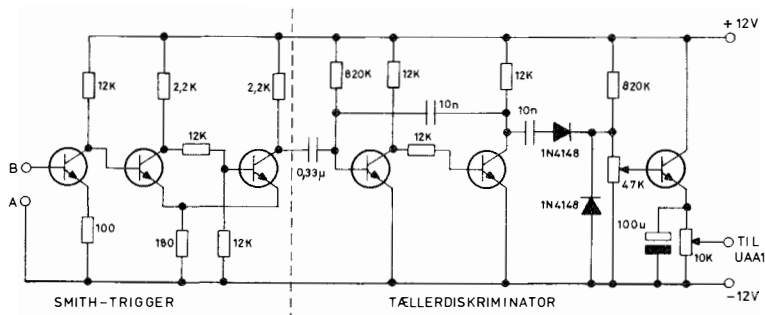 +12V
12K
2,2K
2,2K
820K
12K
12K
820K
10n
10n
12K
12K
1N4148
B
0,33µ
47K
A
1N4148
100
100u
TIL
180
12K
10K
UAA1
-12V
SMITH-TRIGGER
TÆLLERDISKRIMINATOR